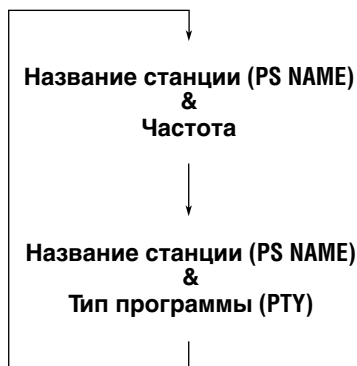 Название станции (PS NAME)
&
Частота
Название станции (PS NAME)
&
Тип программы (PTY)